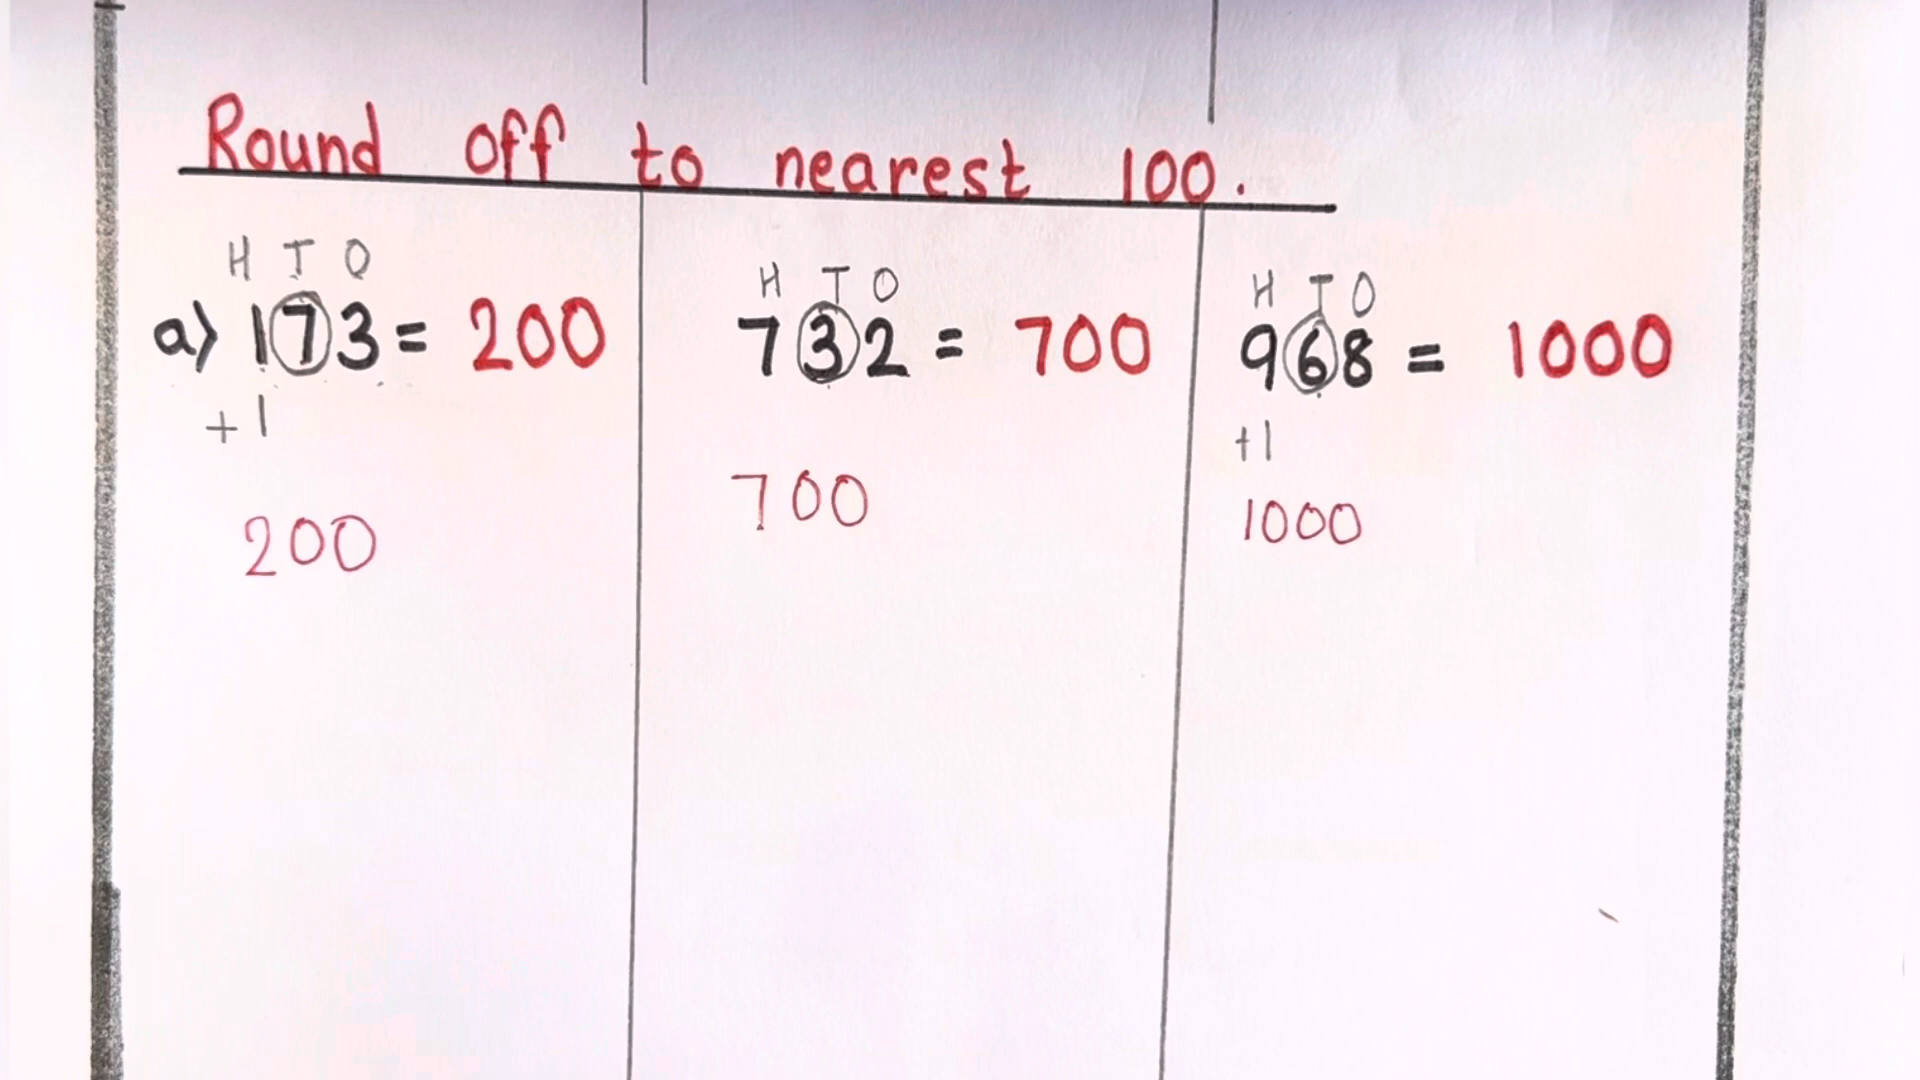 Round off to nearest 100.
H T O
a) 173 = 200
+1
200
H T O
732 = 700
700
H T O
968 = 1000
+1
1000